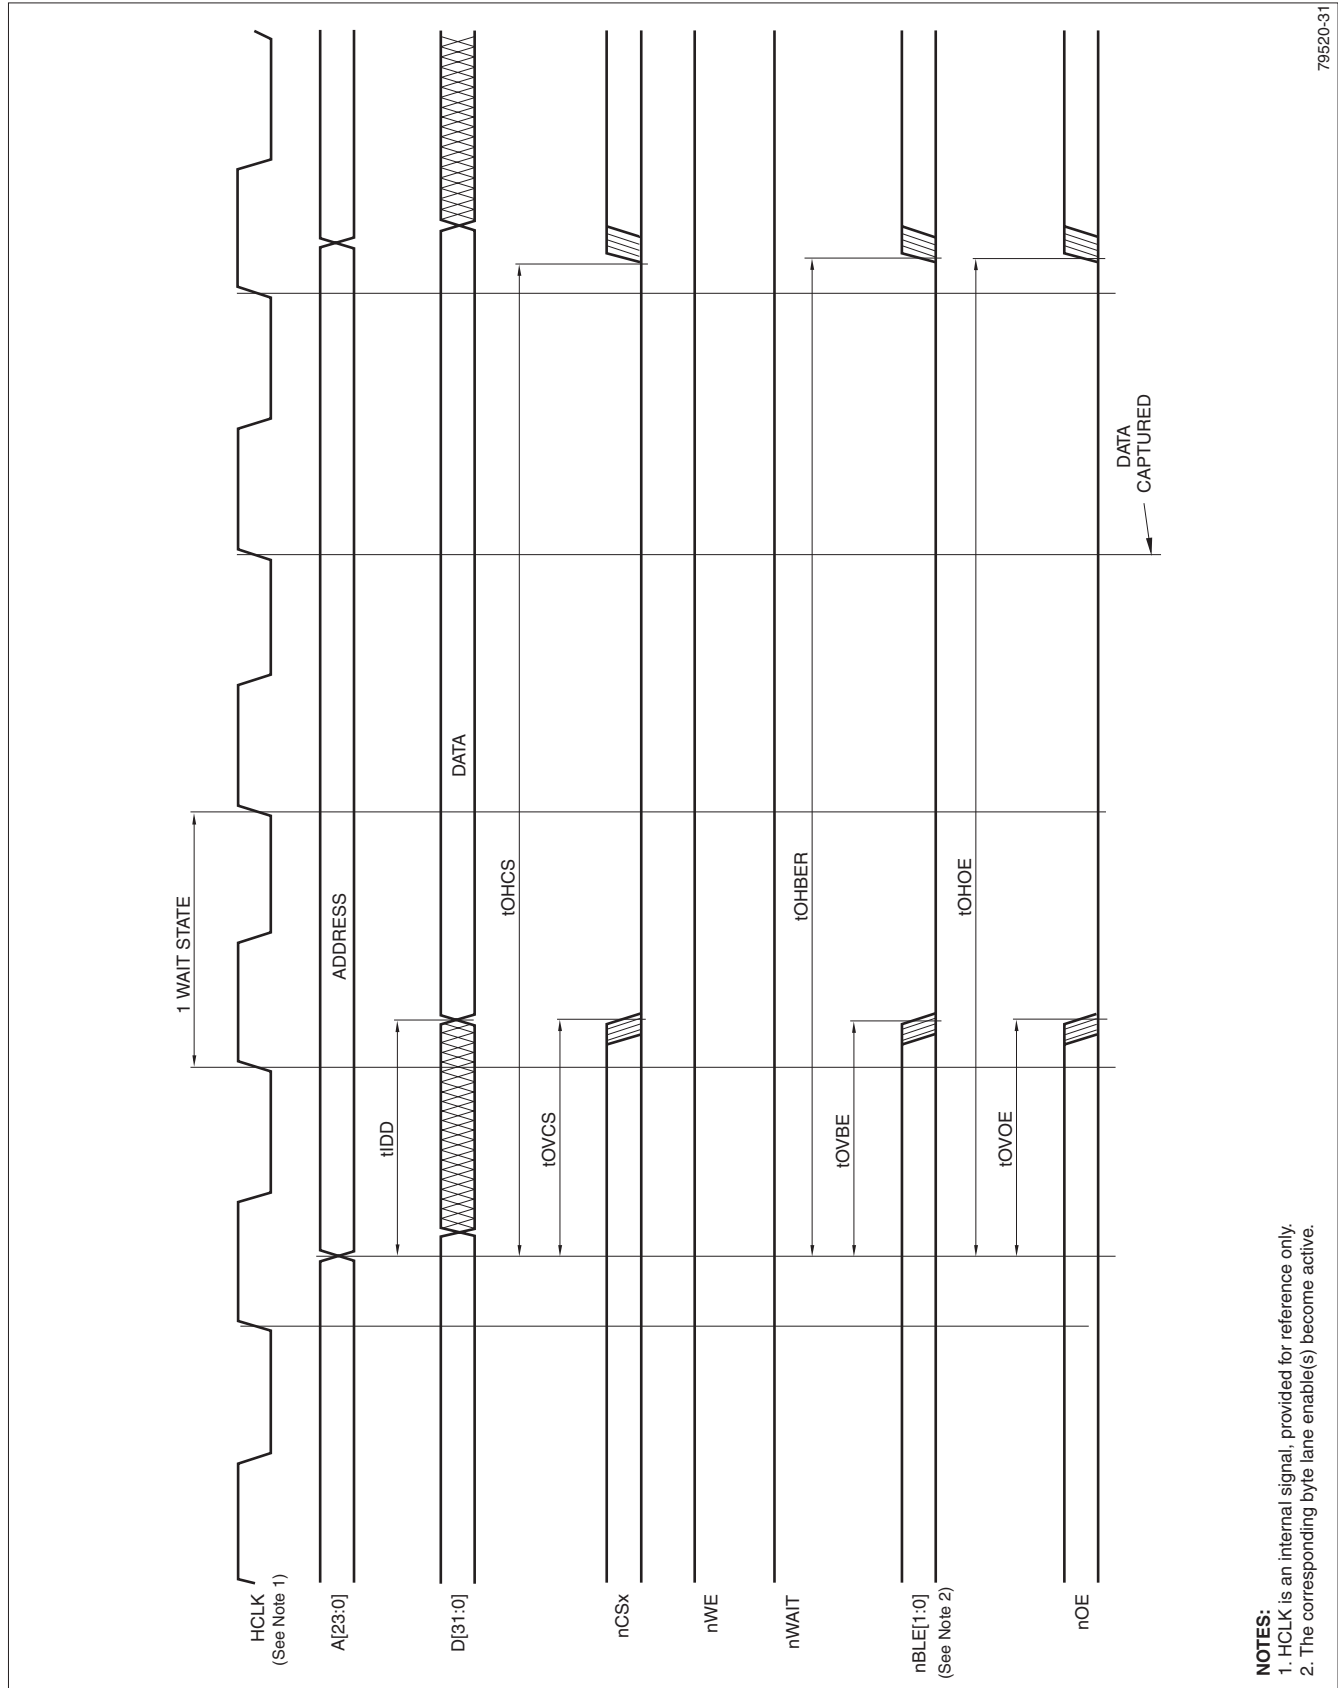 1 WAIT STATE
HCLK
(See Note 1)
A[23:0]
ADDRESS
tIDD
D[31:0]
DATA
tOHCS
tOVCS
nCSx
nWE
nWAIT
tOHBER
tOVBE
nBLE[1:0]
(See Note 2)
tOHOE
tOVOE
nOE
DATA
CAPTURED
NOTES:
1. HCLK is an internal signal, provided for reference only.
2. The corresponding byte lane enable(s) become active.
79520-31